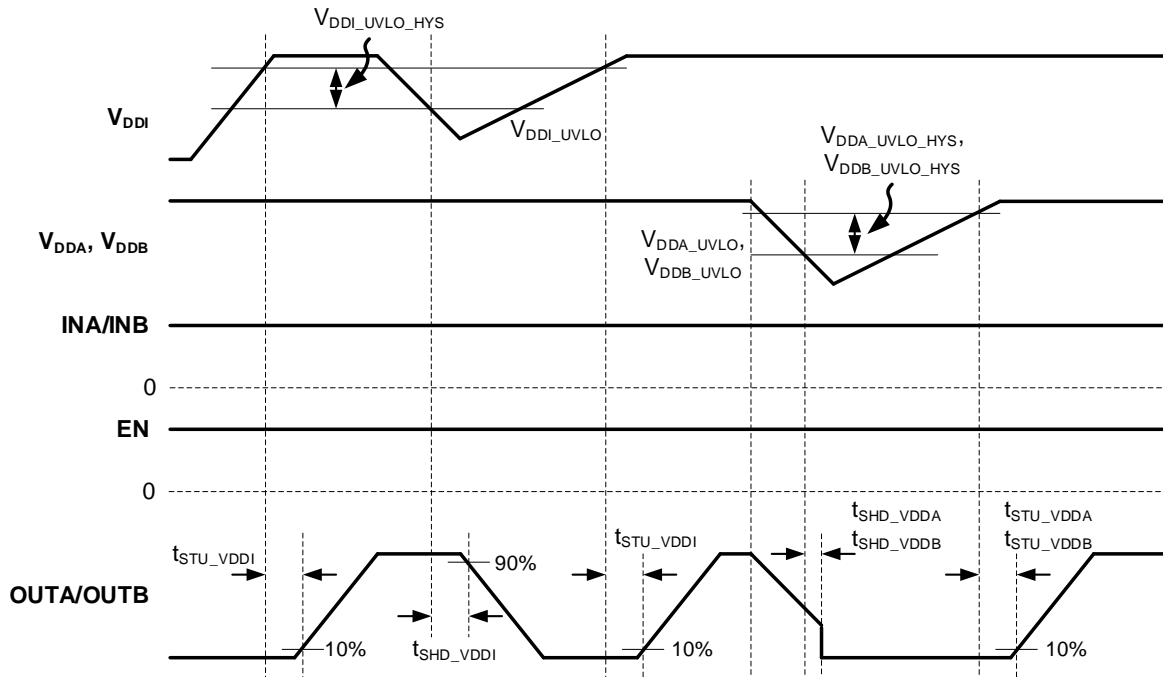 VDDI_UVLO_HYS
VDDI
VDDI_UVLO
VDDA_UVLO_HYS,
VDDB_UVLO_HYS
VDDA, VDDB
VDDA_UVLO,
VDDB_UVLO
INA/INB
0
EN
0
tSTU_VDDI
90%
tSTU_VDDI
tSHD_VDDA
tSHD_VDDB
tSTU_VDDA
tSTU_VDDB
OUTA/OUTB
10%
tSHD_VDDI
10%
10%